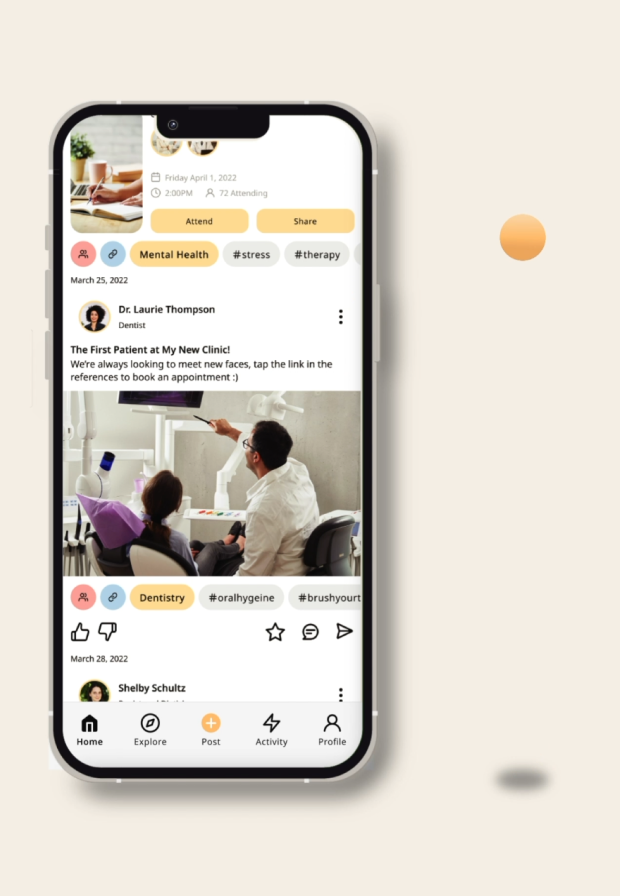 Friday April 1, 2022
2:00PM 72 Attending
Attend Share
Mental Health #stress #therapy
March 25, 2022
Dr. Laurie Thompson
Dentist
The First Patient at My New Clinic!
We're always looking to meet new faces, tap the link in the
references to book an appointment :)
Dentistry #oralhygeine #brushyourt
March 28, 2022
Shelby Schultz
Home Explore Post Activity Profile